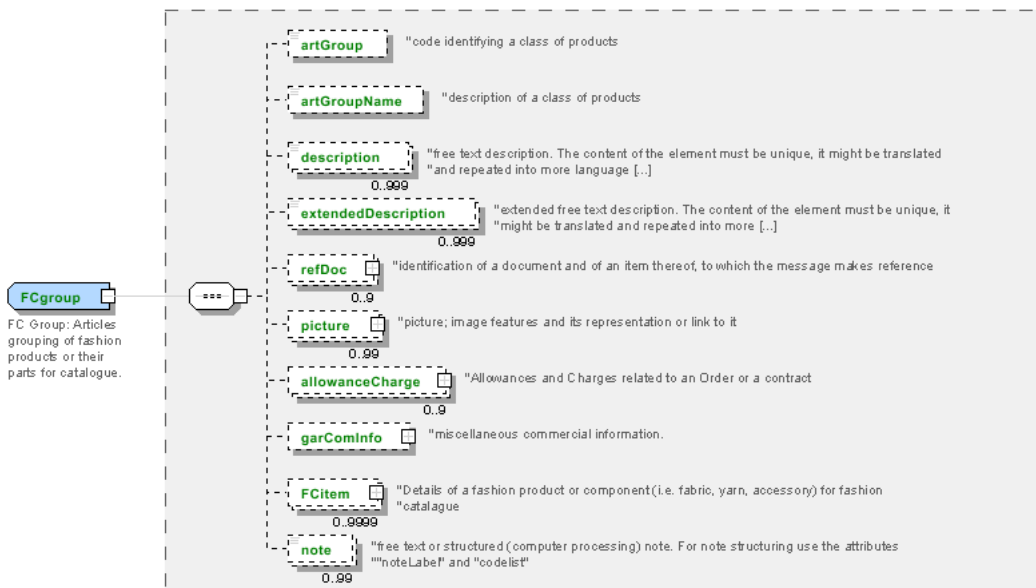 artGroup "code identifying a class of products
artGroupName "description of a class of products
description "free text description. The content of the element must be unique, it might be translated
"and repeated into more language [...]
0..999
extendedDescription "extended free text description. The content of the element must be unique, it
"might be translated and repeated into more [...]
0..999
refDoc "identification of a document and of an item thereof, to which the message makes reference
0..9
FCgroup
FC Group: Articles
grouping of fashion
products or their
parts for catalogue.
picture "picture; image features and its representation or link to it
0..99
allowanceCharge "Allowances and Charges related to an Order or a contract
0..9
garComInfo "miscellaneous commercial information.
FCitem "Details of a fashion product or component (i.e. fabric, yarn, accessory) for fashion
"catalague
0..9999
note "free text or structured (computer processing) note. For note structuring use the attributes
""noteLabel" and "codelist"
0..99